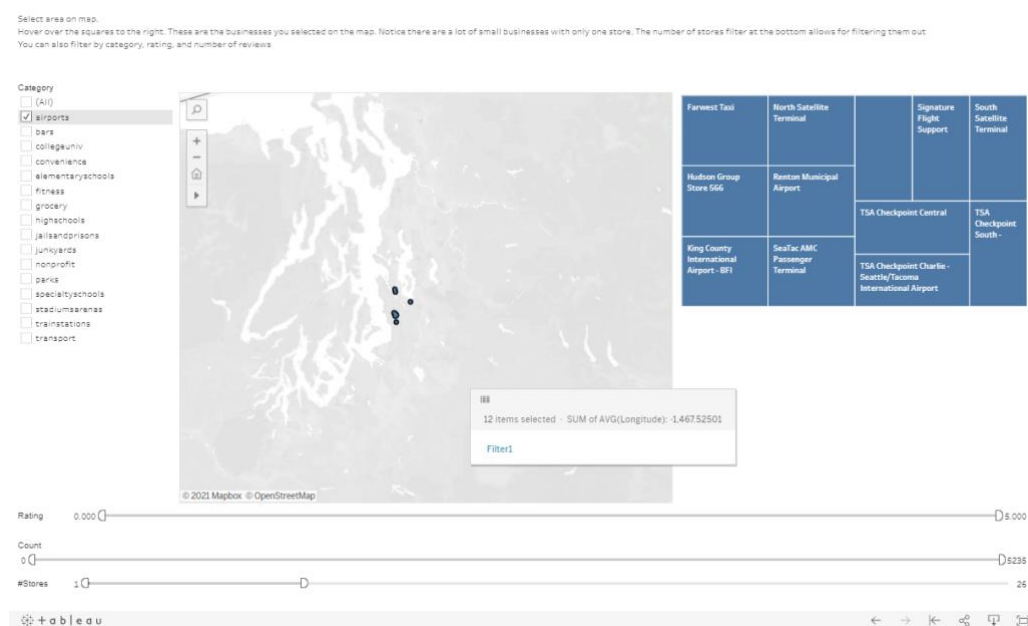 Select area on map.
Hover over the squares to the right. These are the businesses you selected on the map. Notice there are a lot of small businesses with only one store. The number of stores filter at the bottom allows for filtering them out
You can also filter by category, rating, and number of reviews
Category
(All)
airports
bars
collegeuniv
convenience
elementaryschools
fitness
grocery
highschools
jailsandprisons
junkyards
nonprofit
parks
specialtyschools
stadiumsarenas
trainstations
transport
© 2021 Mapbox © OpenStreetMap
12 items selected · SUM of AVG(Longitude): -1,467.52501
Filter1
Farwest Taxi
North Satellite
Terminal
Signature
Flight
Support
South
Satellite
Terminal
Hudson Group
Store 566
Renton Municipal
Airport
TSA Checkpoint Central
TSA
Checkpoint
South -
King County
International
Airport - BFI
SeaTac AMC
Passenger
Terminal
TSA Checkpoint Charlie -
Seattle/Tacoma
International Airport
Rating 0.000 5.000
Count
0 5235
#Stores 1 26
+ableau